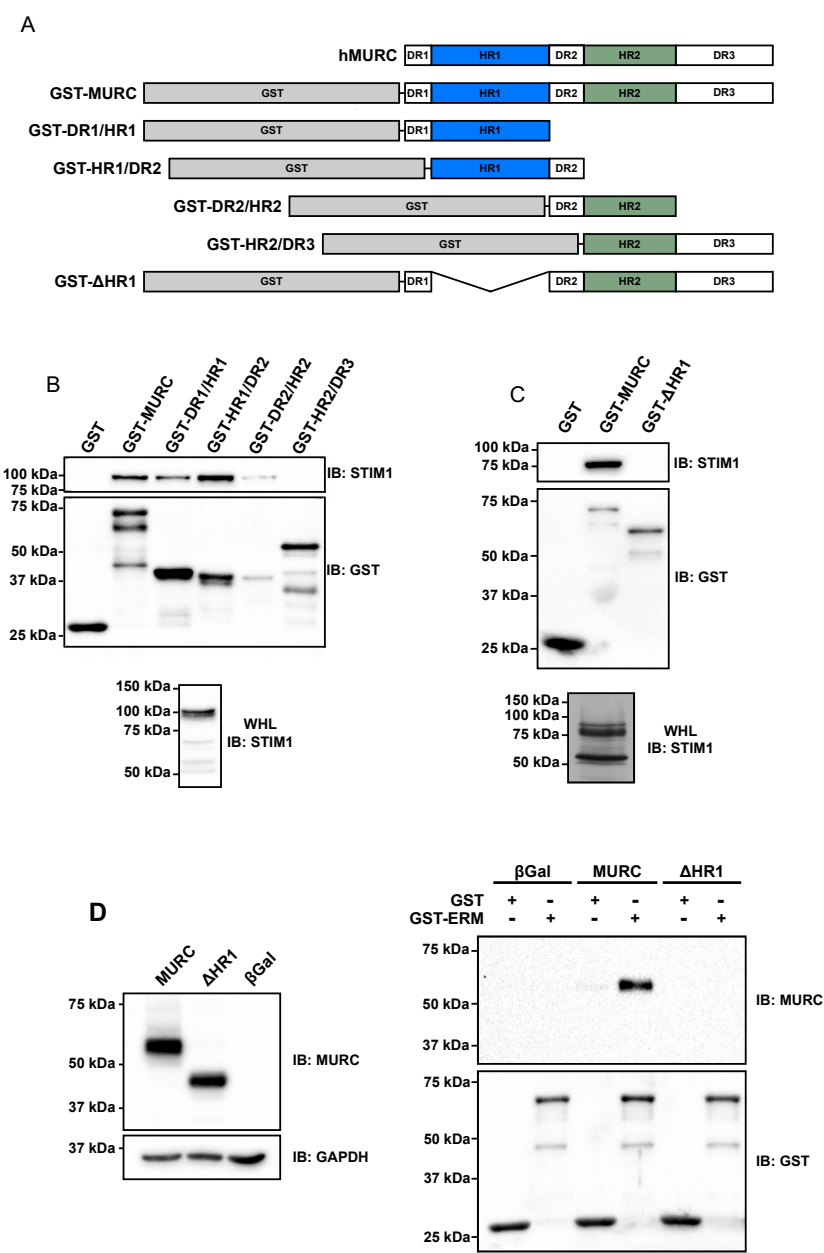 A
hMURC DR1 HR1 DR2 HR2 DR3
GST-MURC GST DR1 HR1 DR2 HR2 DR3
GST-DR1/HR1 GST DR1 HR1
GST-HR1/DR2 GST HR1 DR2
GST-DR2/HR2 GST DR2 HR2
GST-HR2/DR3 GST HR2 DR3
GST-ΔHR1 GST DR1 DR2 HR2 DR3
B
GST GST-MURC GST-DR1/HR1 GST-HR1/DR2 GST-DR2/HR2 GST-HR2/DR3
100 kDa
75 kDa
IB: STIM1
75 kDa
50 kDa
37 kDa
25 kDa
IB: GST
150 kDa
100 kDa
75 kDa
50 kDa
WHL
IB: STIM1
C
GST GST-MURC GST-ΔHR1
100 kDa
75 kDa
IB: STIM1
75 kDa
50 kDa
37 kDa
25 kDa
IB: GST
150 kDa
100 kDa
75 kDa
50 kDa
WHL
IB: STIM1
D
MURC ΔHR1 βGal
75 kDa
50 kDa
37 kDa
IB: MURC
37 kDa
IB: GAPDH
βGal MURC ΔHR1
GST + - + - + -
GST-ERM - + - + - +
75 kDa
50 kDa
37 kDa
IB: MURC
75 kDa
50 kDa
37 kDa
25 kDa
IB: GST